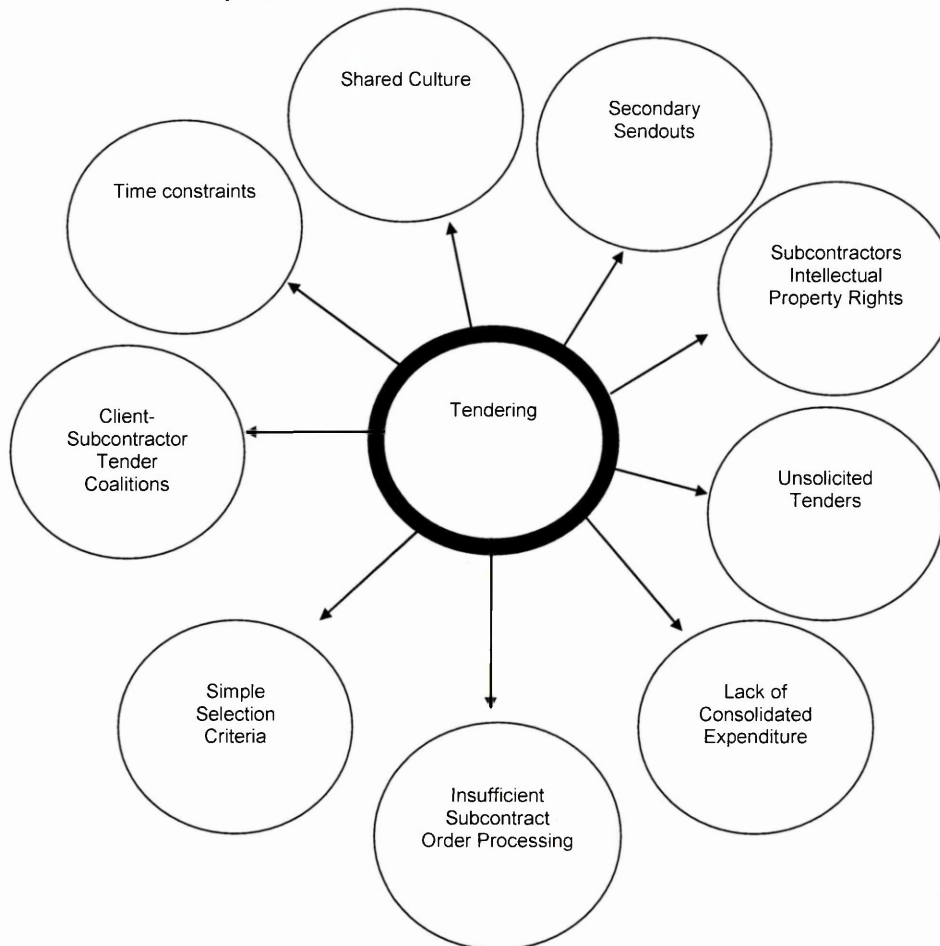 Shared Culture
Secondary
Sendouts
Time constraints
Subcontractors
Intellectual
Property Rights
Tendering
Client-
Subcontractor
Tender
Coalitions
Unsolicited
Tenders
Simple
Selection
Criteria
Lack of
Consolidated
Expenditure
Insufficient
Subcontract
Order Processing